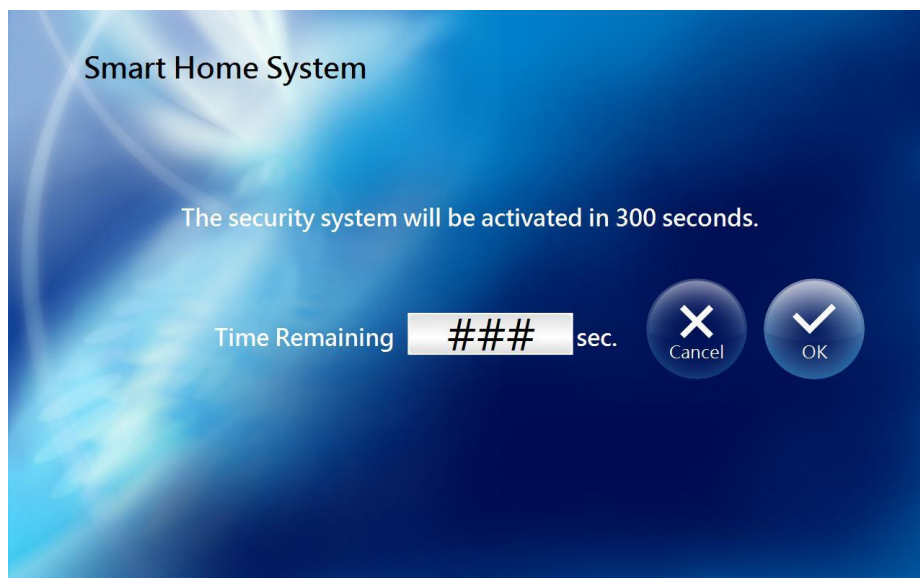 Smart Home System
The security system will be activated in 300 seconds.
Time Remaining ### sec.
Cancel
OK